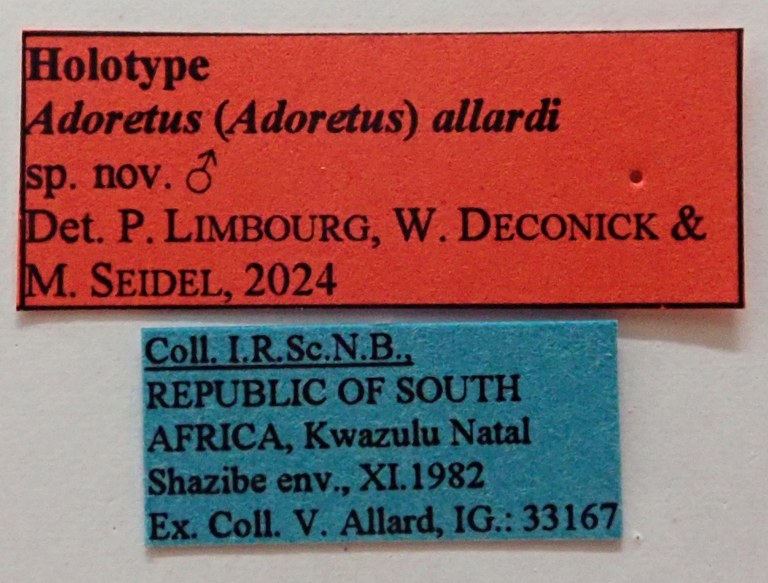 Holotype
Adoretus (Adoretus) allardi
sp. nov. ♂
Det. P. LIMBOURG, W. DECONICK &
M. SEIDEL, 2024
Coll. I.R.Sc.N.B.,
REPUBLIC OF SOUTH
AFRICA, Kwazulu Natal
Shazibe env., XI.1982
Ex. Coll. V. Allard, IG.: 33167